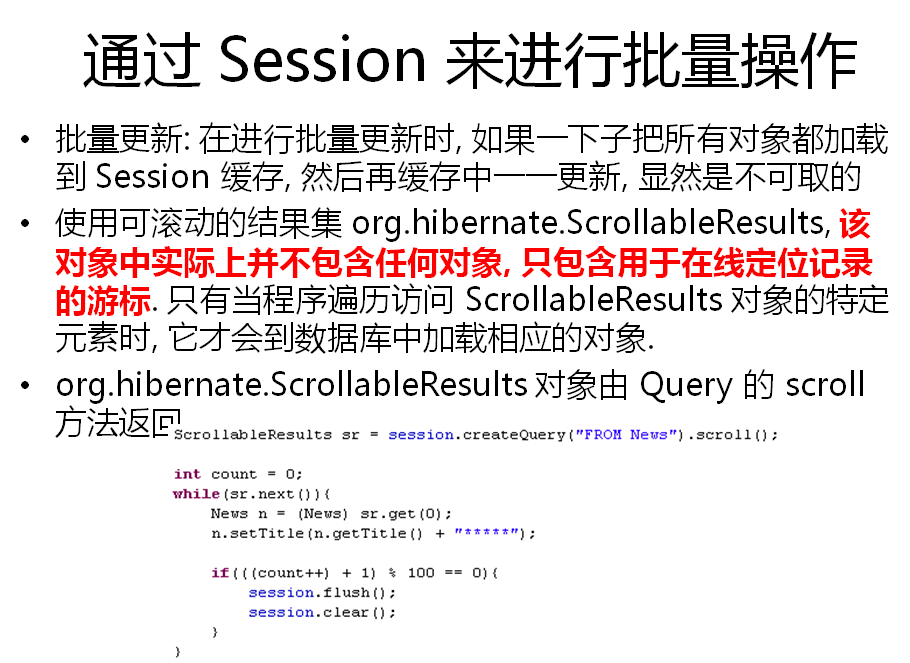 通过 Session 来进行批量操作
• 批量更新: 在进行批量更新时, 如果一下子把所有对象都加载
到 Session 缓存, 然后再缓存中一一更新, 显然是不可取的
• 使用可滚动的结果集 org.hibernate.ScrollableResults, 该
对象中实际上并不包含任何对象, 只包含用于在线定位记录
的游标. 只有当程序遍历访问 ScrollableResults 对象的特定
元素时, 它才会到数据库中加载相应的对象.
• org.hibernate.ScrollableResults 对象由 Query 的 scroll
方法返回
ScrollableResults sr = session.createQuery("FROM News").scroll();
int count = 0;
while(sr.next()){
News n = (News) sr.get(0);
n.setTitle(n.getTitle() + "*****");
if(((count++) + 1) % 100 == 0){
session.flush();
session.clear();
}
}